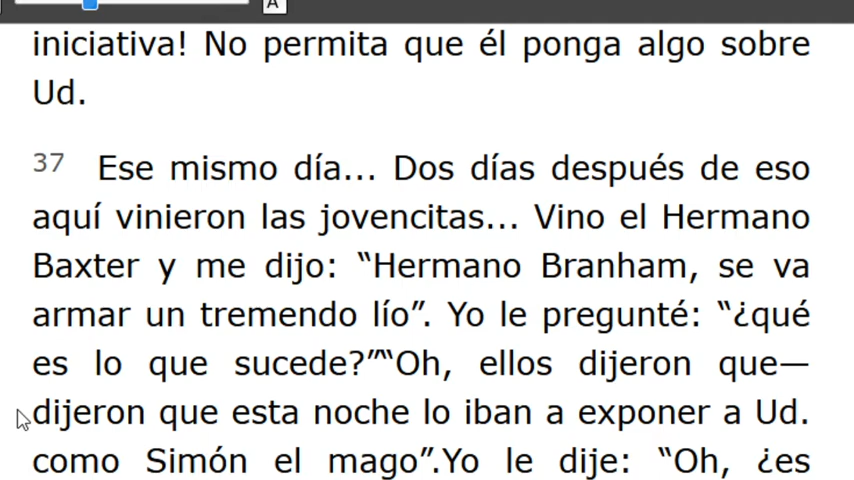 A
iniciativa! No permita que él ponga algo sobre
Ud.
37 Ese mismo día... Dos días después de eso
aquí vinieron las jovencitas... Vino el Hermano
Baxter y me dijo: “Hermano Branham, se va
armar un tremendo lío”. Yo le pregunté: “¿qué
es lo que sucede?”“Oh, ellos dijeron que—
dijeron que esta noche lo iban a exponer a Ud.
como Simón el mago”.Yo le dije: “Oh, ¿es